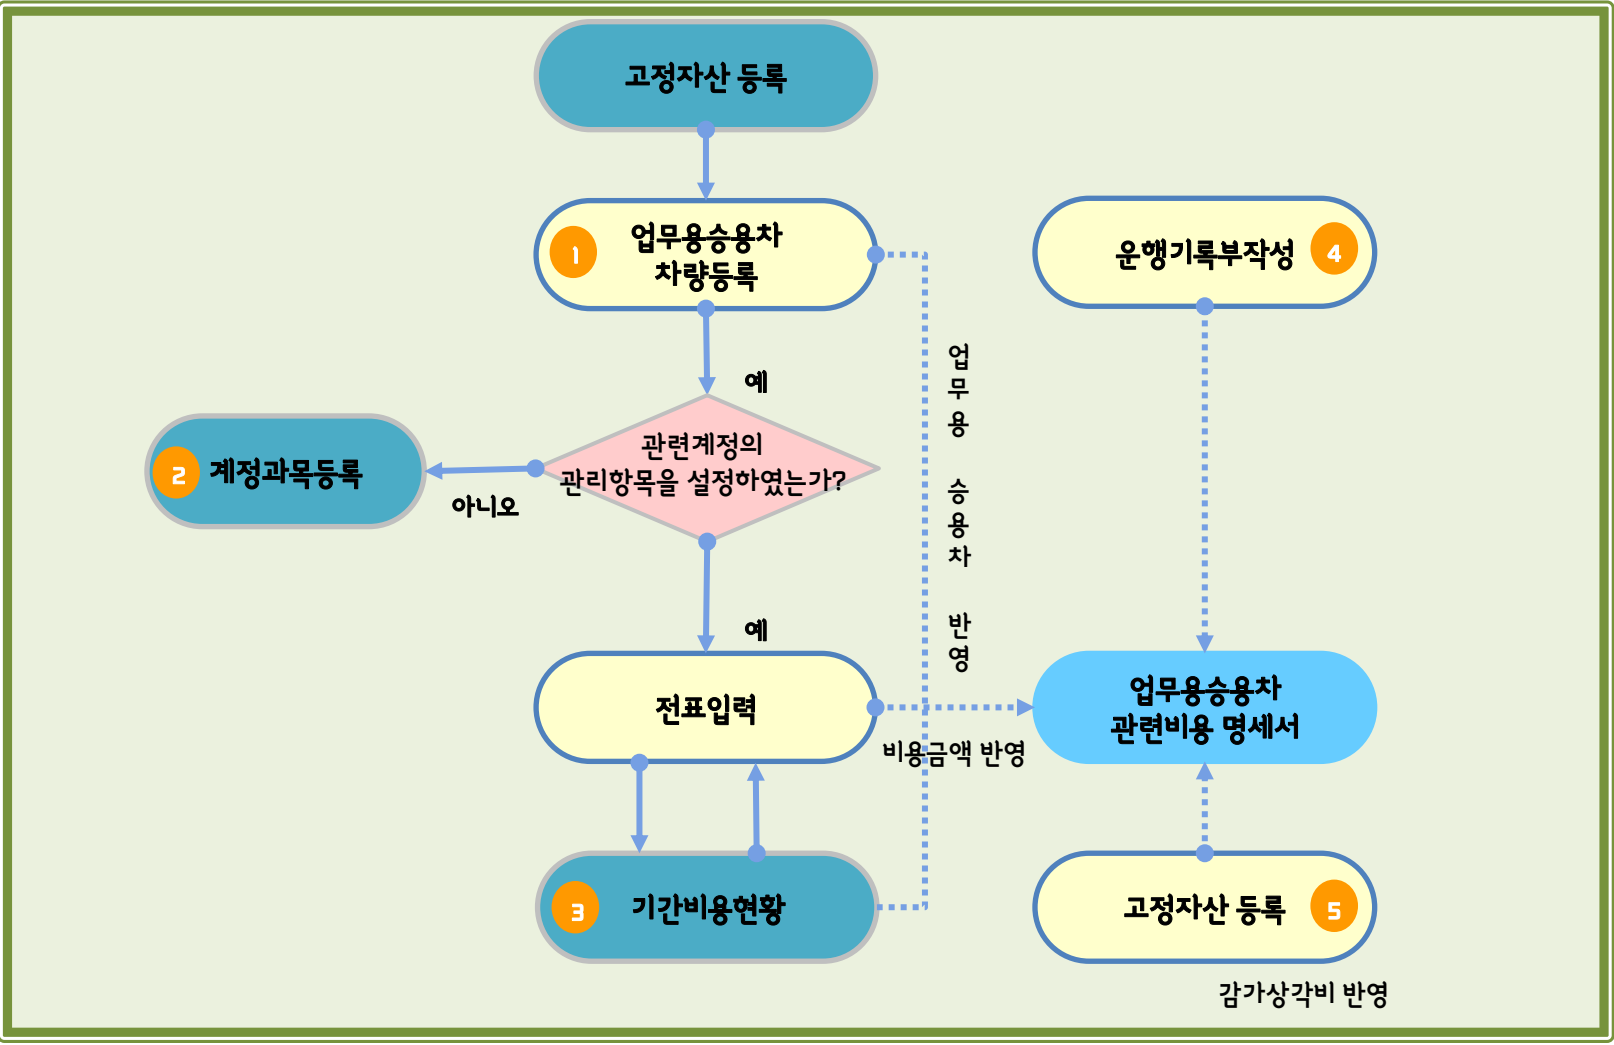 고정자산 등록
1
업무용승용차
차량등록
운행기록부작성
4
예
업무용 승용차 반영
관련계정의
관리항목을 설정하였는가?
2
계정과목등록
아니오
예
전표입력
업무용승용차
관련비용 명세서
비용금액 반영
3
기간비용현황
고정자산 등록
5
감가상각비 반영